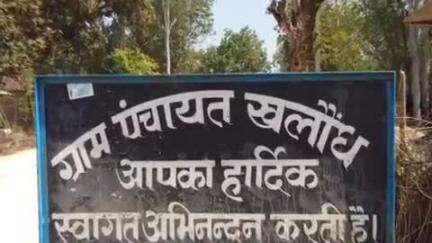 ग्राम पंचायत खलौंध
आपका हार्दिक
स्वागत अभिनन्दन करती है।